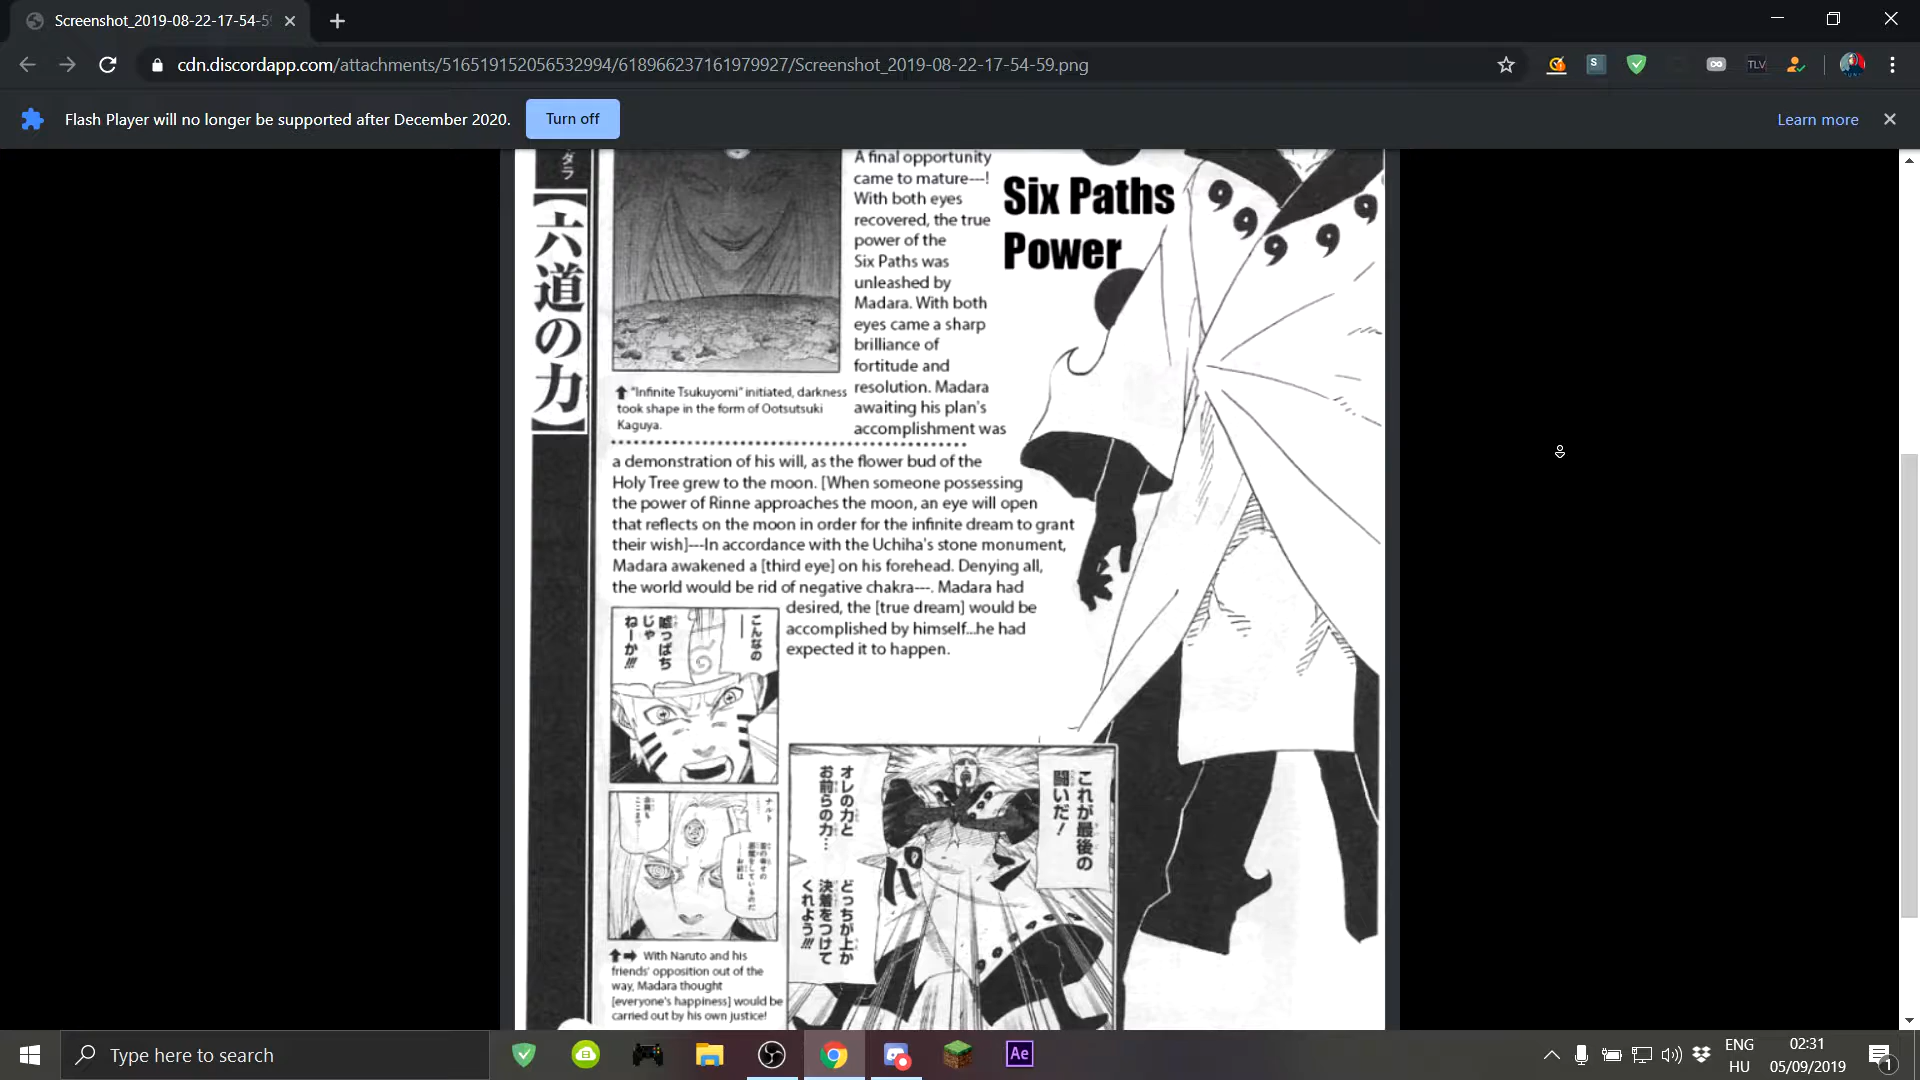 Screenshot_2019-08-22-17-54-5
cdn.discordapp.com/attachments/516519152056532994/618966237161979927/Screenshot_2019-08-22-17-54-59.png
S
TLV
Flash Player will no longer be supported after December 2020.
Turn off
Learn more
ダラ
【六道の力】
A final opportunity
came to mature---!
With both eyes
recovered, the true
power of the
Six Paths was
unleashed by
Madara. With both
eyes came a sharp
brilliance of
fortitude and
resolution. Madara
awaiting his plan's
accomplishment was
Six Paths
Power
"Infinite Tsukuyomi" initiated, darkness
took shape in the form of Ootsutsuki
Kaguya.
a demonstration of his will, as the flower bud of the
Holy Tree grew to the moon. [When someone possessing
the power of Rinne approaches the moon, an eye will open
that reflects on the moon in order for the infinite dream to grant
their wish]---In accordance with the Uchiha's stone monument,
Madara awakened a [third eye] on his forehead. Denying all,
the world would be rid of negative chakra---. Madara had
desired, the [true dream] would be
accomplished by himself...he had
expected it to happen.
こんなの
――
嘘っぱち
じゃ
ねーか!!!
ナルト
これが最後の
闘いだ!
オレの力と
お前らの力…
どっちが上か
決着をつけて
くれよう!!!
パン
With Naruto and his
friends' opposition out of the
way, Madara thought
[everyone's happiness] would be
carried out by his own justice!
Type here to search
Ae
ENG
HU
02:31
05/09/2019
1